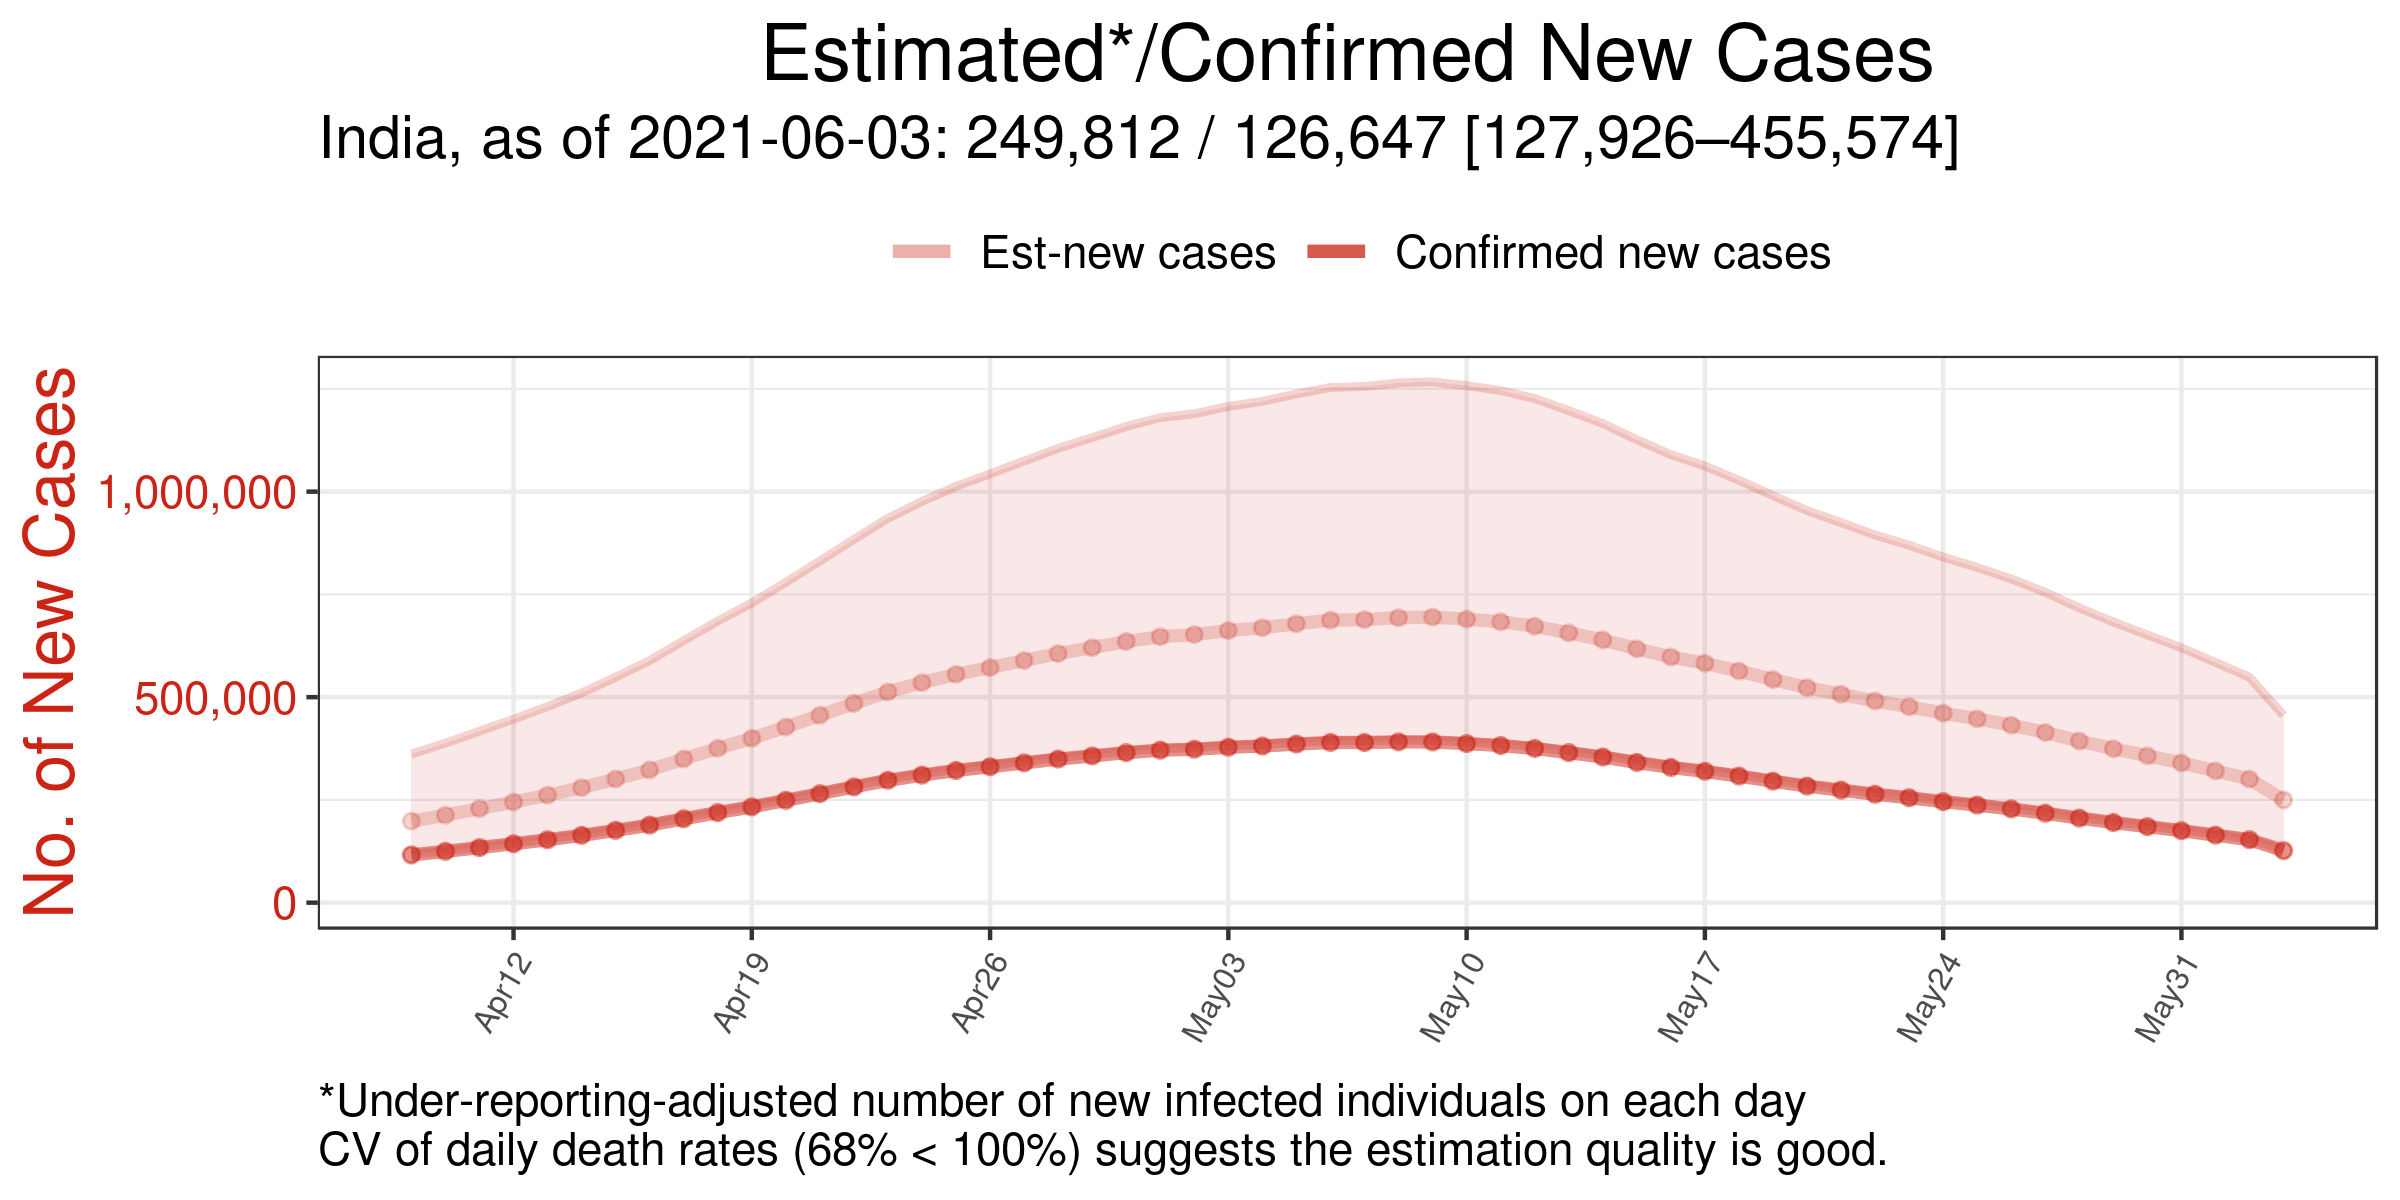 Estimated*/Confirmed New Cases
India, as of 2021-06-03: 249,812 / 126,647 [127,926–455,574]
Est-new cases
Confirmed new cases
No. of New Cases
1,000,000
500,000
0
Apr12
Apr19
Apr26
May03
May10
May17
May24
May31
*Under-reporting-adjusted number of new infected individuals on each day
CV of daily death rates (68% < 100%) suggests the estimation quality is good.